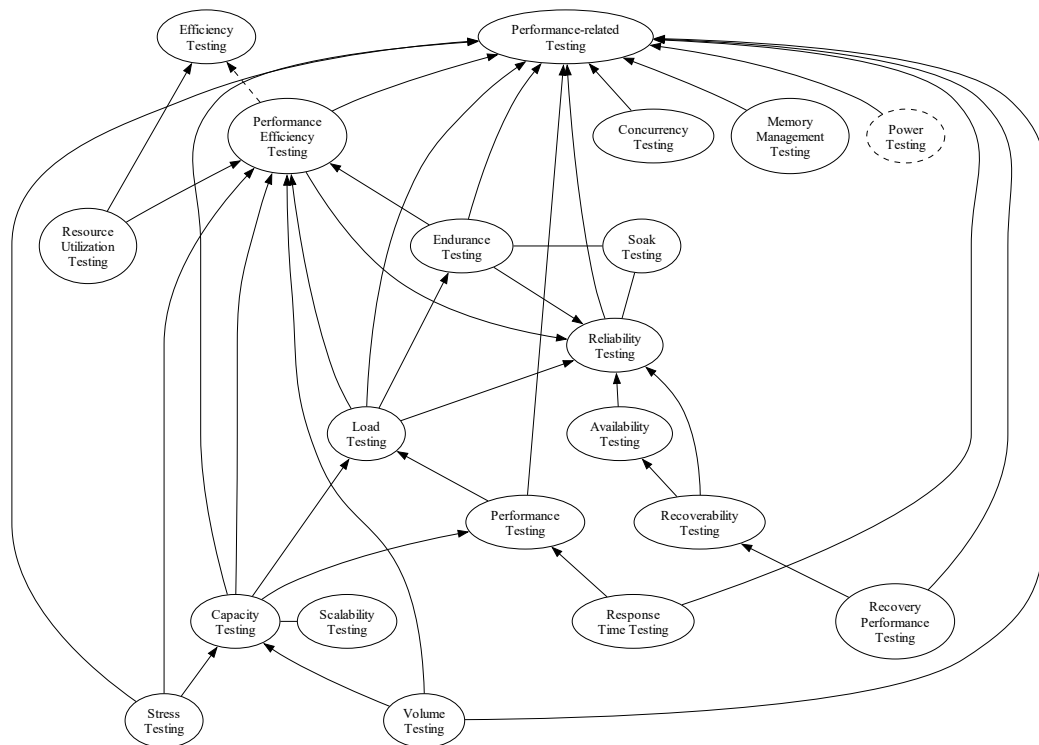 Efficiency
Testing
Performance-related
Testing
Performance
Efficiency
Testing
Concurrency
Testing
Memory
Management
Testing
Power
Testing
Resource
Utilization
Testing
Endurance
Testing
Soak
Testing
Reliability
Testing
Load
Testing
Availability
Testing
Performance
Testing
Recoverability
Testing
Capacity
Testing
Scalability
Testing
Response
Time Testing
Recovery
Performance
Testing
Stress
Testing
Volume
Testing